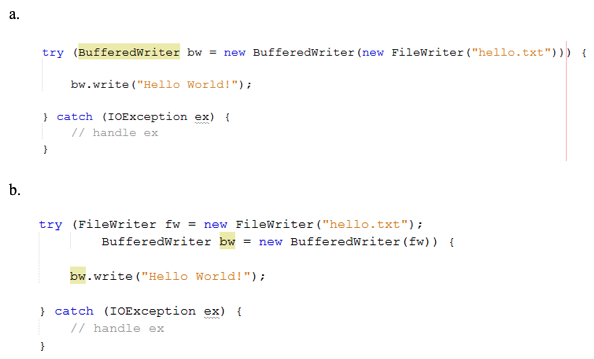 a.
try (BufferedWriter bw = new BufferedWriter(new FileWriter("hello.txt"))) {
bw.write("Hello World!");
} catch (IOException ex) {
// handle ex
}
b.
try (FileWriter fw = new FileWriter("hello.txt");
BufferedWriter bw = new BufferedWriter(fw)) {
bw.write("Hello World!");
} catch (IOException ex) {
// handle ex
}